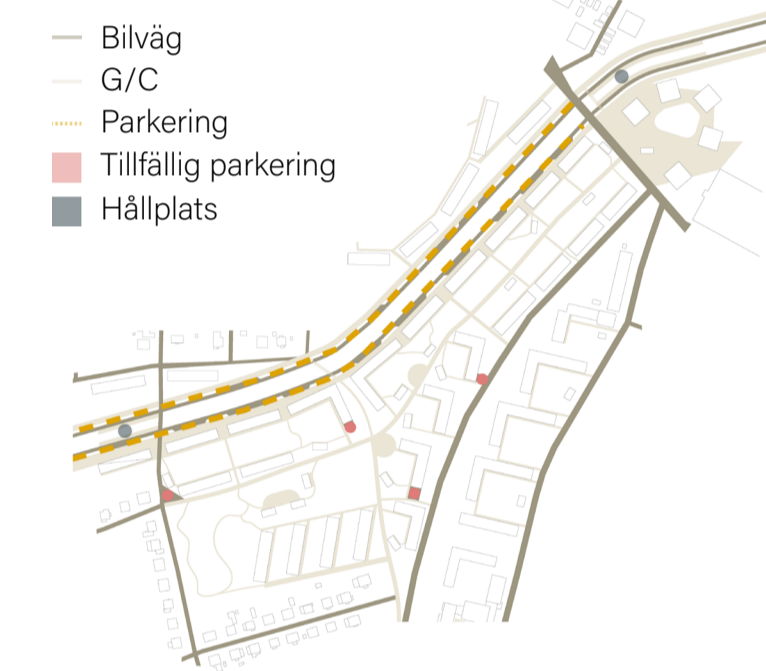 Bilväg
G/C
Parkering
Tillfällig parkering
Hållplats